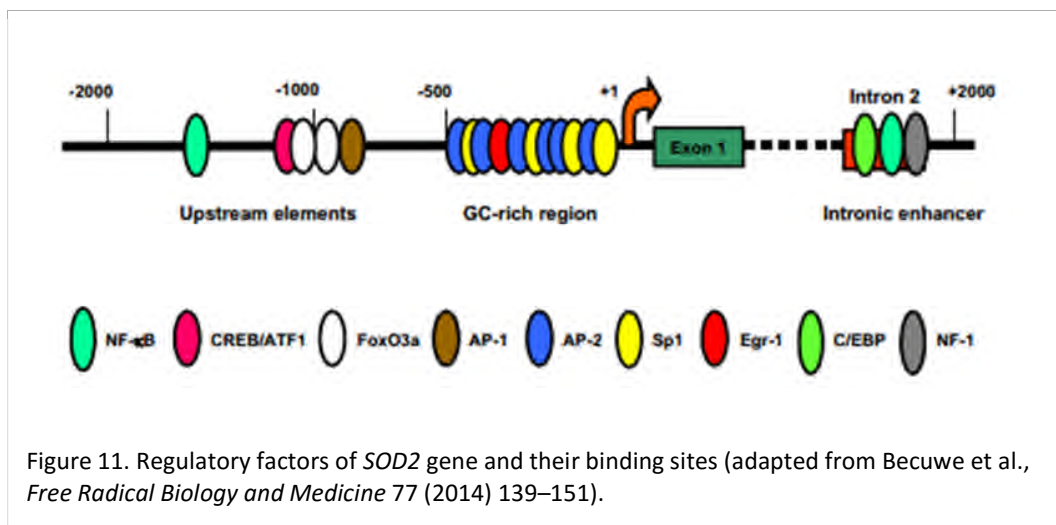 -2000 -1000 -500 +1 Intron 2 +2000
Exon 1
Upstream elements GC-rich region Intronic enhancer
NF-κB CREB/ATF1 FoxO3a AP-1 AP-2 Sp1 Egr-1 C/EBP NF-1
Figure 11. Regulatory factors of SOD2 gene and their binding sites (adapted from Becuwe et al.,
Free Radical Biology and Medicine 77 (2014) 139–151).